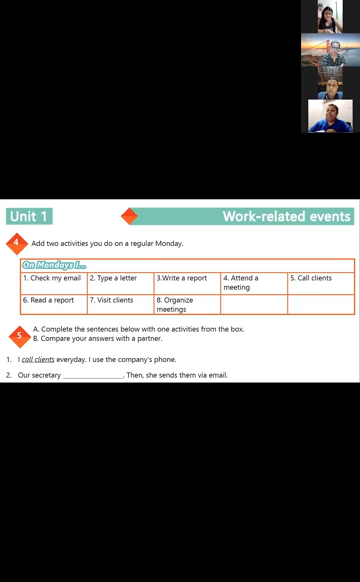 Unit 1
Work-related events
4
Add two activities you do on a regular Monday.
On Mondays I...
1. Check my email
2. Type a letter
3.Write a report
4. Attend a meeting
5. Call clients
6. Read a report
7. Visit clients
8. Organize meetings
5
A. Complete the sentences below with one activities from the box.
B. Compare your answers with a partner.
1. I call clients everyday. I use the company's phone.
2. Our secretary ____________________. Then, she sends them via email.